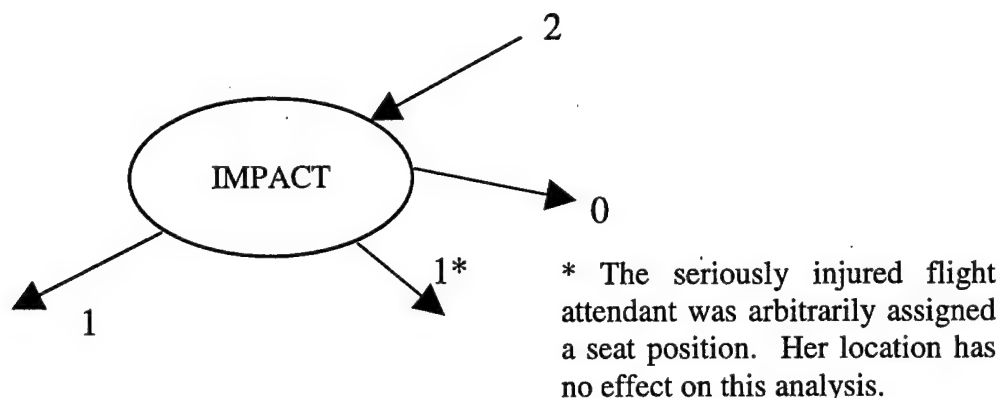 2
IMPACT
0
1*
1
* The seriously injured flight
attendant was arbitrarily assigned
a seat position. Her location has
no effect on this analysis.